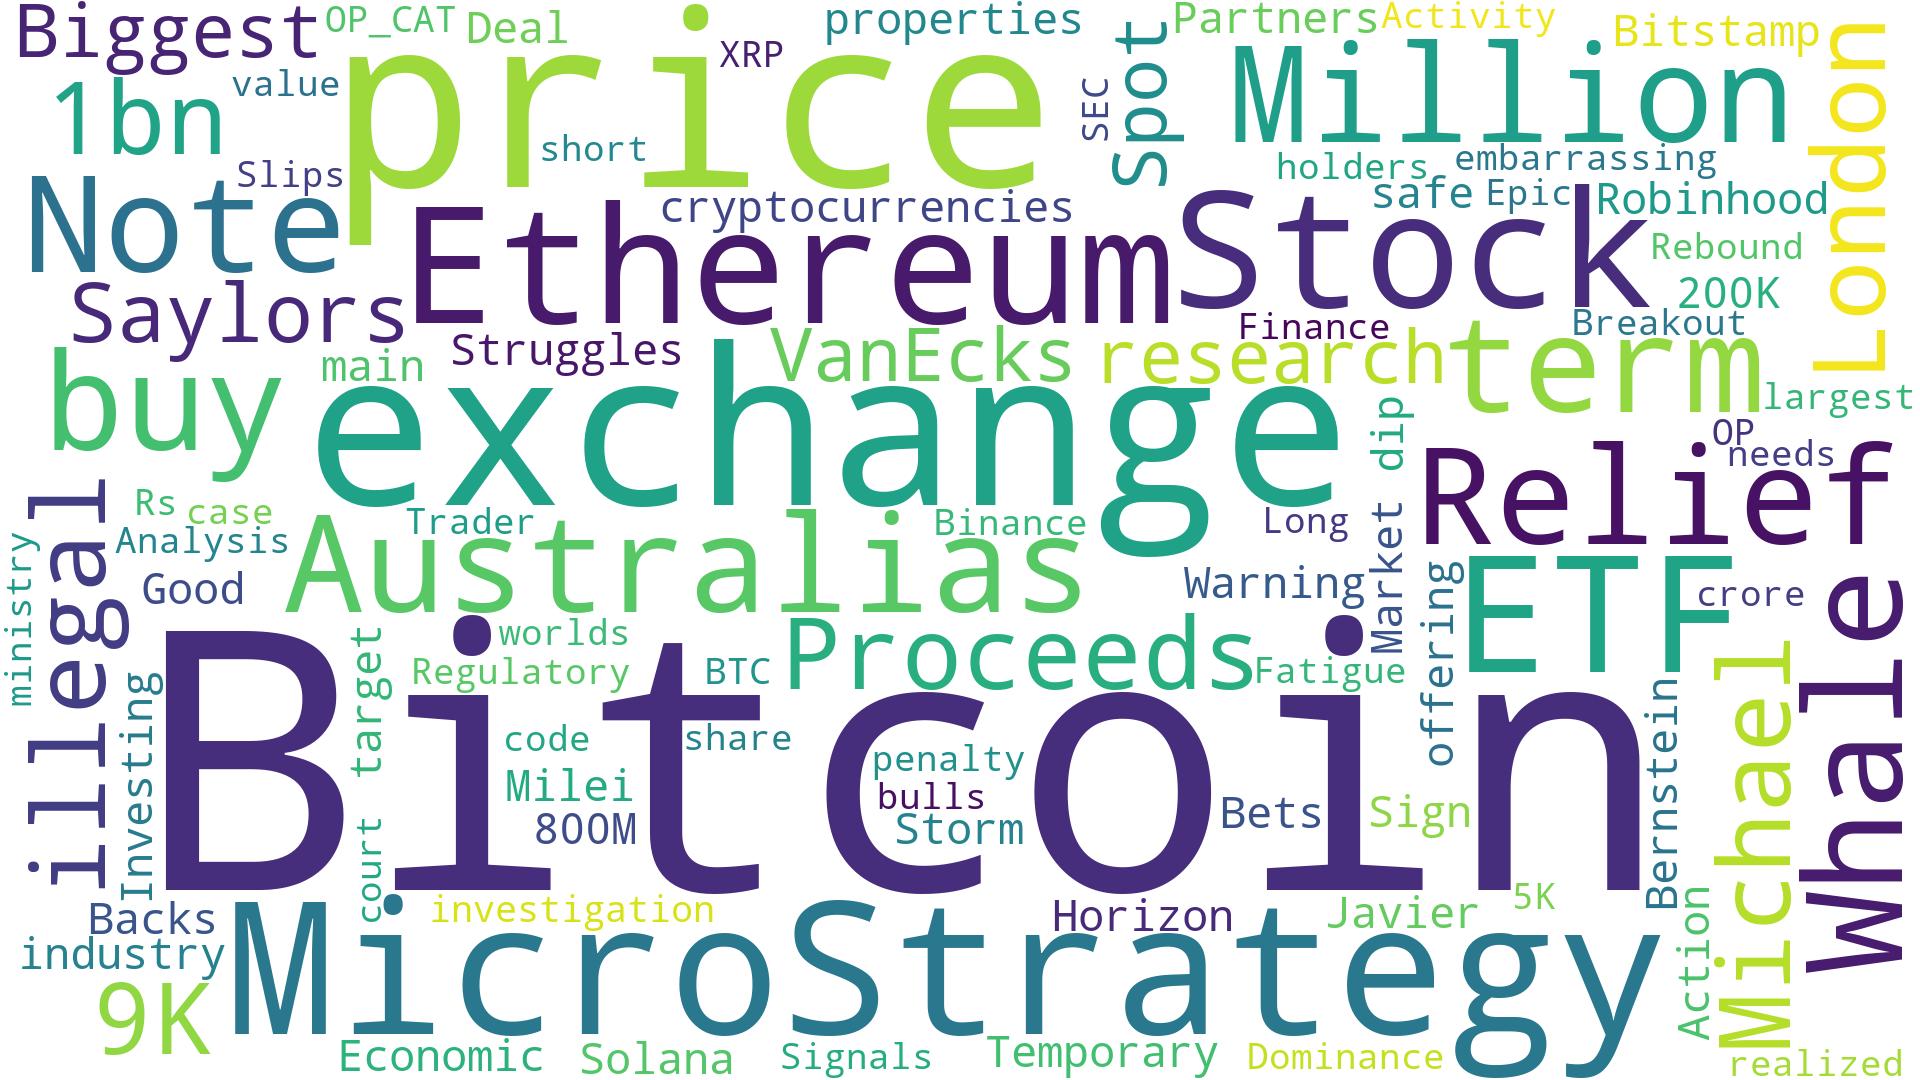 Biggest
OP_CAT
Deal
price
properties
Partners
Activity
Bitstamp
XRP
1bn
value
short
SEC
Spot
Million
London
Slips
Note
cryptocurrencies
holders
embarrassing
safe
Epic
Robinhood
Ethereum
Stock
Rebound
200K
Saylors
Struggles
VanEcks
Finance
research
Breakout
term
main
buy
exchange
dip
largest
OP
needs
Relief
illegal
Rs
case
Trader
Binance
Long
Analysis
Australias
Market
ministry
Good
Warning
offering
ETF
crore
Whale
worlds
Proceeds
Regulatory
BTC
Fatigue
Investing
target
Bitcoin
code
share
penalty
Milei
bulls
Bets
Sign
Bernstein
Michael
800M
Storm
court
Backs
investigation
Horizon
Javier
5K
Action
industry
MicroStrategy
9K
Economic
Solana
Signals
Temporary
Dominance
realized